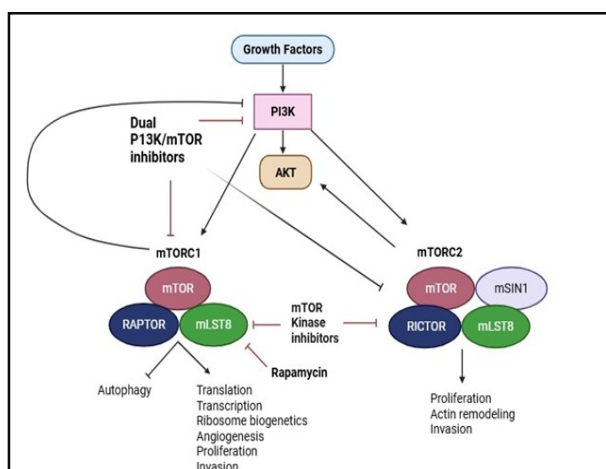 Growth Factors
PI3K
Dual
P13K/mTOR
inhibitors
AKT
mTORC1
mTORC2
mTOR
mTOR
mSIN1
RAPTOR
mLST8
mTOR
Kinase
inhibitors
RICTOR
mLST8
Rapamycin
Autophagy
Translation
Transcription
Ribosome biogenetics
Angiogenesis
Proliferation
Invasion
Proliferation
Actin remodeling
Invasion